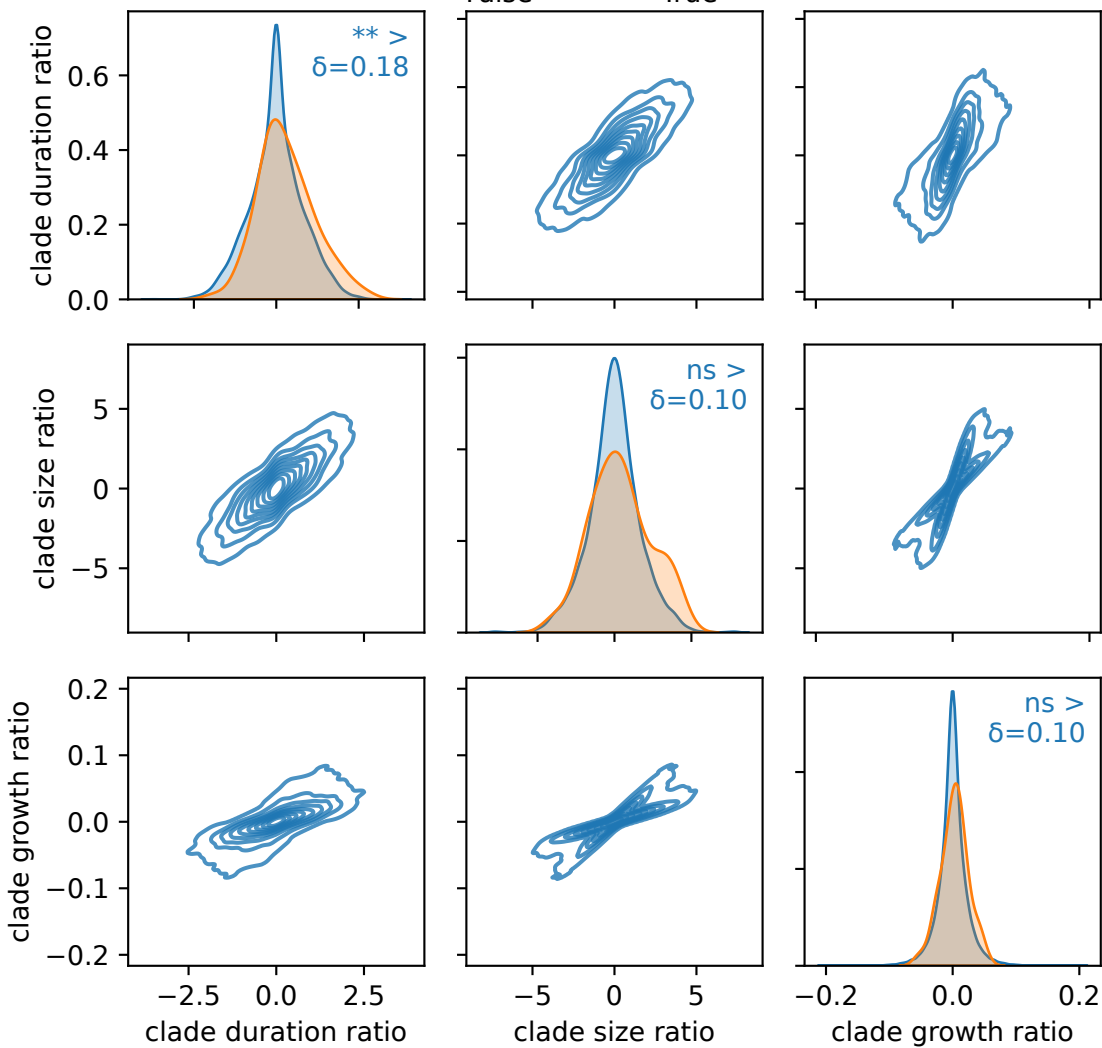 clade duration ratio
0.6
0.4
0.2
0.0
** >
δ=0.18
clade size ratio
5
0
−5
ns >
δ=0.10
clade growth ratio
0.2
0.1
0.0
−0.1
−0.2
ns >
δ=0.10
−2.5 0.0 2.5
−5 0 5
−0.2 0.0 0.2
clade duration ratio
clade size ratio
clade growth ratio